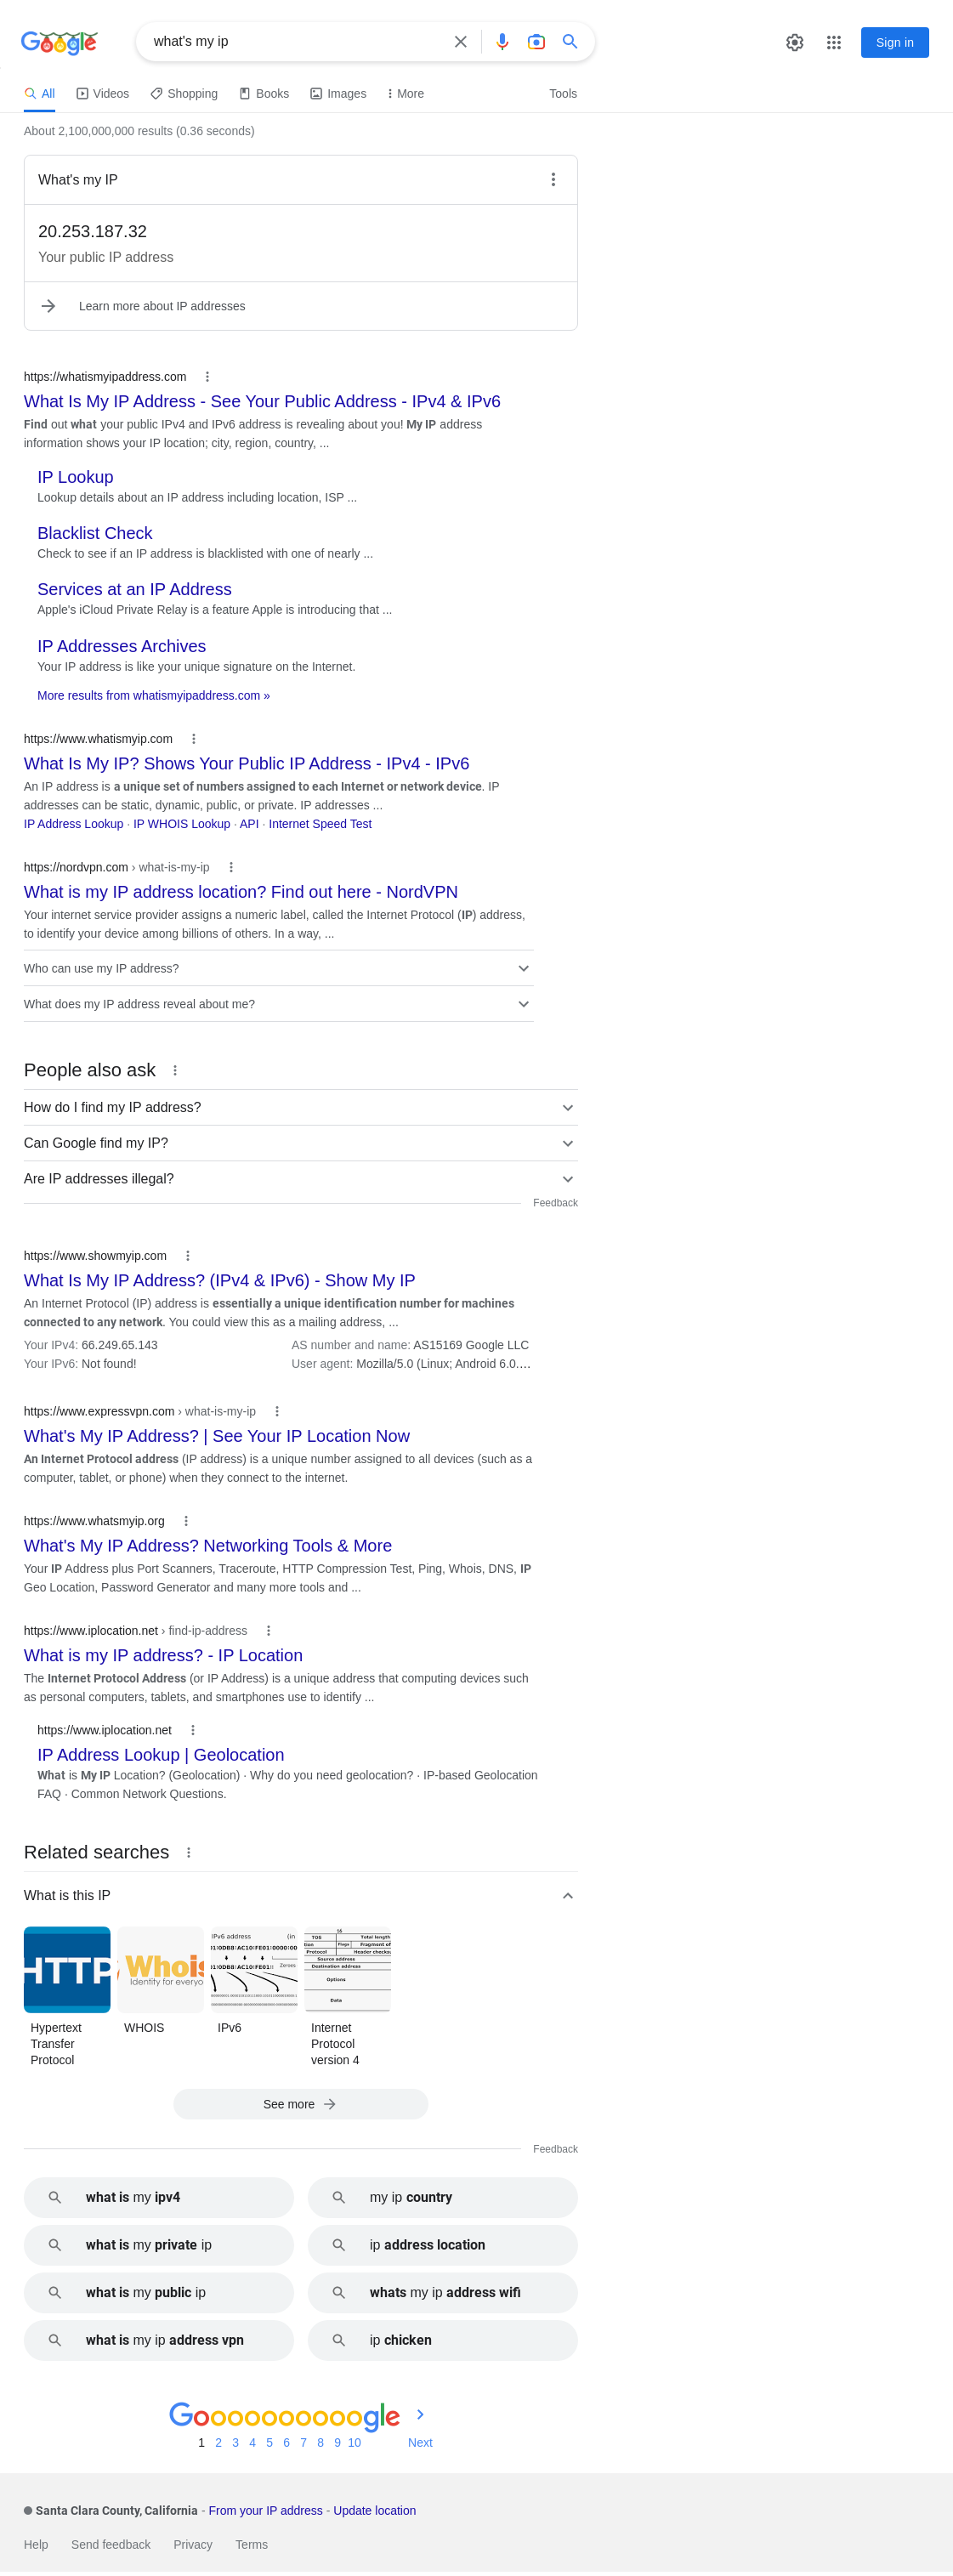 Google
what's my ip
Sign in
All
Videos
Shopping
Books
Images
More
Tools
About 2,100,000,000 results (0.36 seconds)
What's my IP
20.253.187.32
Your public IP address
Learn more about IP addresses
https://whatismyipaddress.com
What Is My IP Address - See Your Public Address - IPv4 & IPv6
Find out what your public IPv4 and IPv6 address is revealing about you! My IP address
information shows your IP location; city, region, country, ...
IP Lookup
Lookup details about an IP address including location, ISP ...
Blacklist Check
Check to see if an IP address is blacklisted with one of nearly ...
Services at an IP Address
Apple's iCloud Private Relay is a feature Apple is introducing that ...
IP Addresses Archives
Your IP address is like your unique signature on the Internet.
More results from whatismyipaddress.com »
https://www.whatismyip.com
What Is My IP? Shows Your Public IP Address - IPv4 - IPv6
An IP address is a unique set of numbers assigned to each Internet or network device. IP
addresses can be static, dynamic, public, or private. IP addresses ...
IP Address Lookup · IP WHOIS Lookup · API · Internet Speed Test
https://nordvpn.com › what-is-my-ip
What is my IP address location? Find out here - NordVPN
Your internet service provider assigns a numeric label, called the Internet Protocol (IP) address,
to identify your device among billions of others. In a way, ...
Who can use my IP address?
What does my IP address reveal about me?
People also ask
How do I find my IP address?
Can Google find my IP?
Are IP addresses illegal?
Feedback
https://www.showmyip.com
What Is My IP Address? (IPv4 & IPv6) - Show My IP
An Internet Protocol (IP) address is essentially a unique identification number for machines
connected to any network. You could view this as a mailing address, ...
Your IPv4: 66.249.65.143
AS number and name: AS15169 Google LLC
Your IPv6: Not found!
User agent: Mozilla/5.0 (Linux; Android 6.0....
https://www.expressvpn.com › what-is-my-ip
What's My IP Address? | See Your IP Location Now
An Internet Protocol address (IP address) is a unique number assigned to all devices (such as a
computer, tablet, or phone) when they connect to the internet.
https://www.whatsmyip.org
What's My IP Address? Networking Tools & More
Your IP Address plus Port Scanners, Traceroute, HTTP Compression Test, Ping, Whois, DNS, IP
Geo Location, Password Generator and many more tools and ...
https://www.iplocation.net › find-ip-address
What is my IP address? - IP Location
The Internet Protocol Address (or IP Address) is a unique address that computing devices such
as personal computers, tablets, and smartphones use to identify ...
https://www.iplocation.net
IP Address Lookup | Geolocation
What is My IP Location? (Geolocation) · Why do you need geolocation? · IP-based Geolocation
FAQ · Common Network Questions.
Related searches
What is this IP
HTTP
Whois
Identity for everyo
IPv6 address
(in
Zeroes
16
TOS
Total length
Flags
Fragment of
Protocol
Header checksu
Source address
Destination address
Options
Data
Hypertext
Transfer
Protocol
WHOIS
IPv6
Internet
Protocol
version 4
See more
Feedback
what is my ipv4
my ip country
what is my private ip
ip address location
what is my public ip
whats my ip address wifi
what is my ip address vpn
ip chicken
Goooooooooogle
1 2 3 4 5 6 7 8 9 10
Next
Santa Clara County, California - From your IP address - Update location
Help
Send feedback
Privacy
Terms